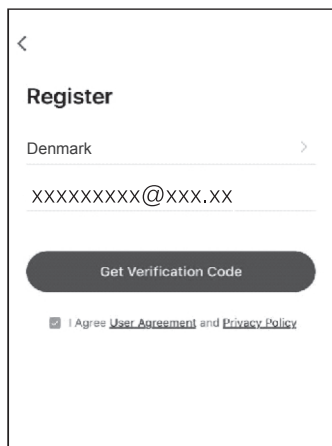 Register
Denmark
xxxxxxxxx@xxx.xx
Get Verification Code
I Agree User Agreement and Privacy Policy